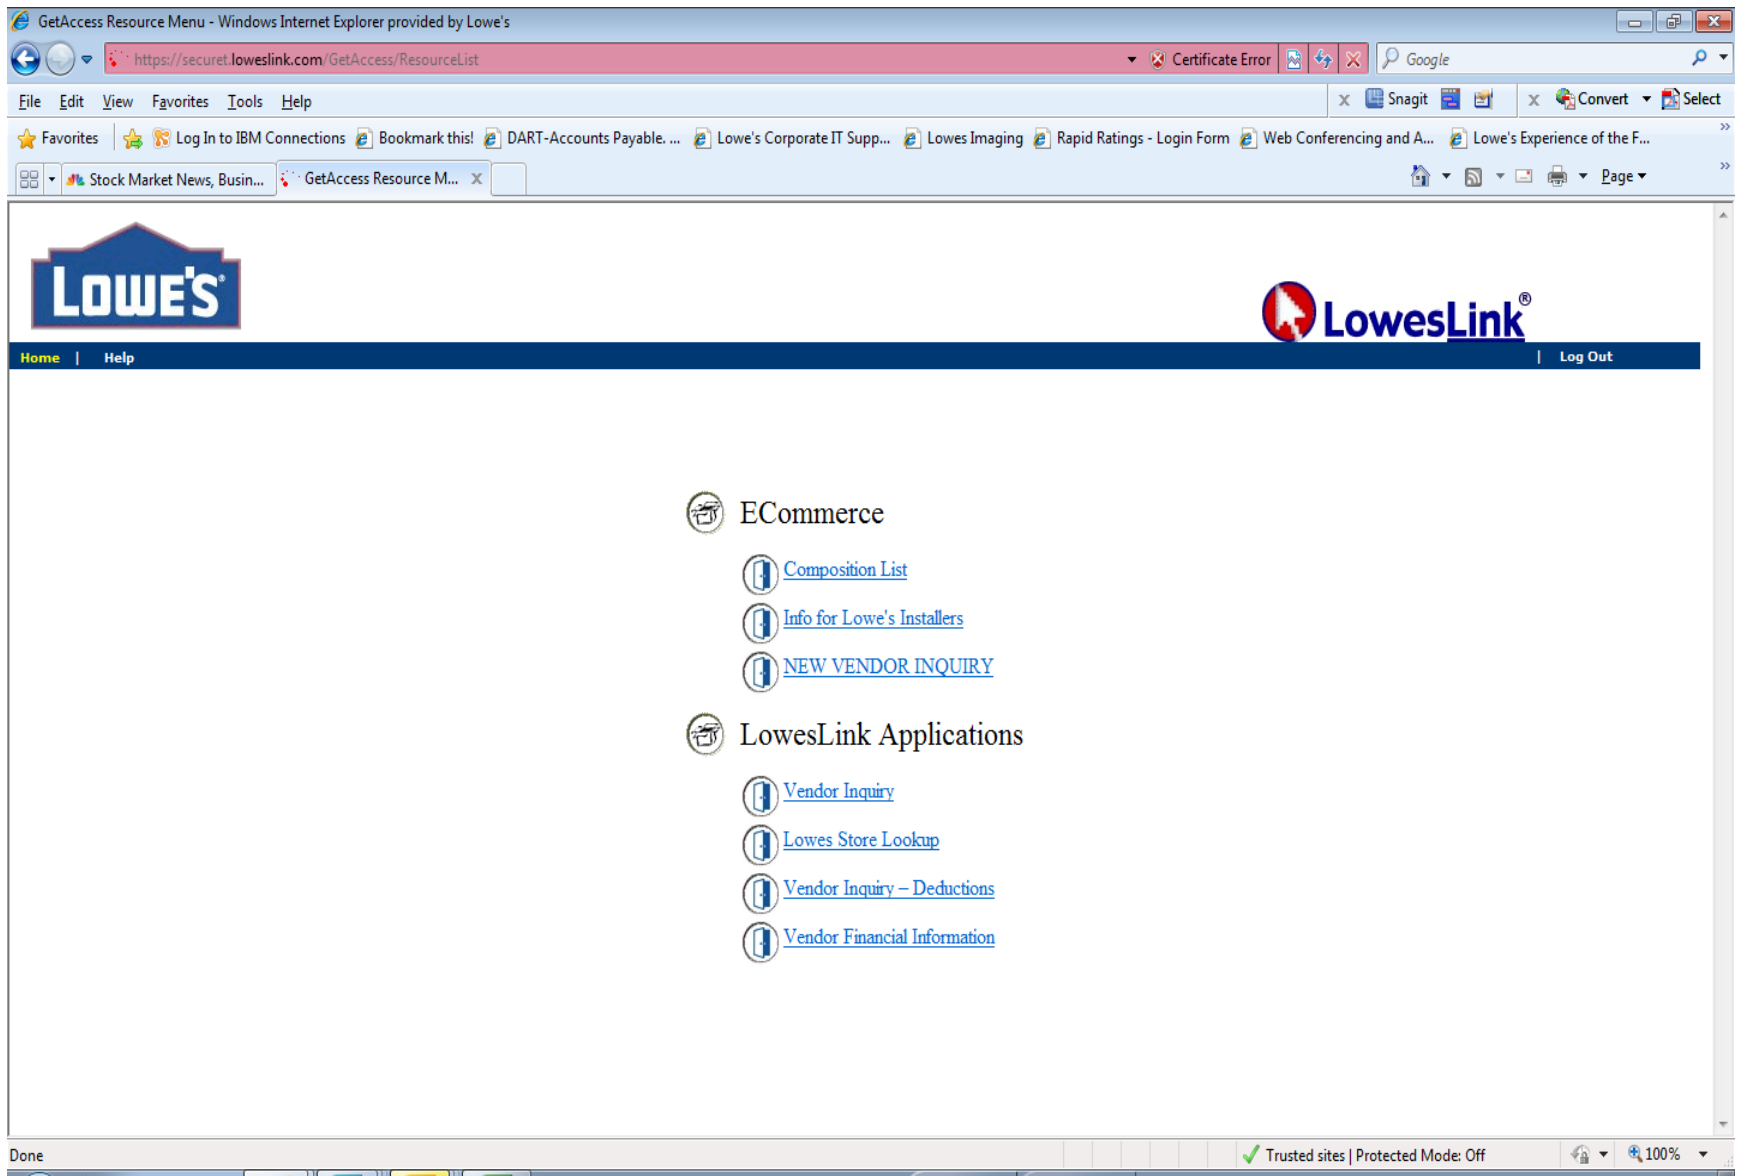 GetAccess Resource Menu - Windows Internet Explorer provided by Lowe's
https://securet.loweslink.com/GetAccess/ResourceList Certificate Error Google
File Edit View Favorites Tools Help x Snagit x Convert Select
Favorites Log In to IBM Connections Bookmark this! DART-Accounts Payable. ... Lowe's Corporate IT Supp... Lowes Imaging Rapid Ratings - Login Form Web Conferencing and A... Lowe's Experience of the F... »
Stock Market News, Busin... GetAccess Resource M... x Page »
LOWE'S®
LowesLink®
Home | Help | Log Out
ECommerce
Composition List
Info for Lowe's Installers
NEW VENDOR INQUIRY
LowesLink Applications
Vendor Inquiry
Lowes Store Lookup
Vendor Inquiry – Deductions
Vendor Financial Information
Done Trusted sites | Protected Mode: Off 100%